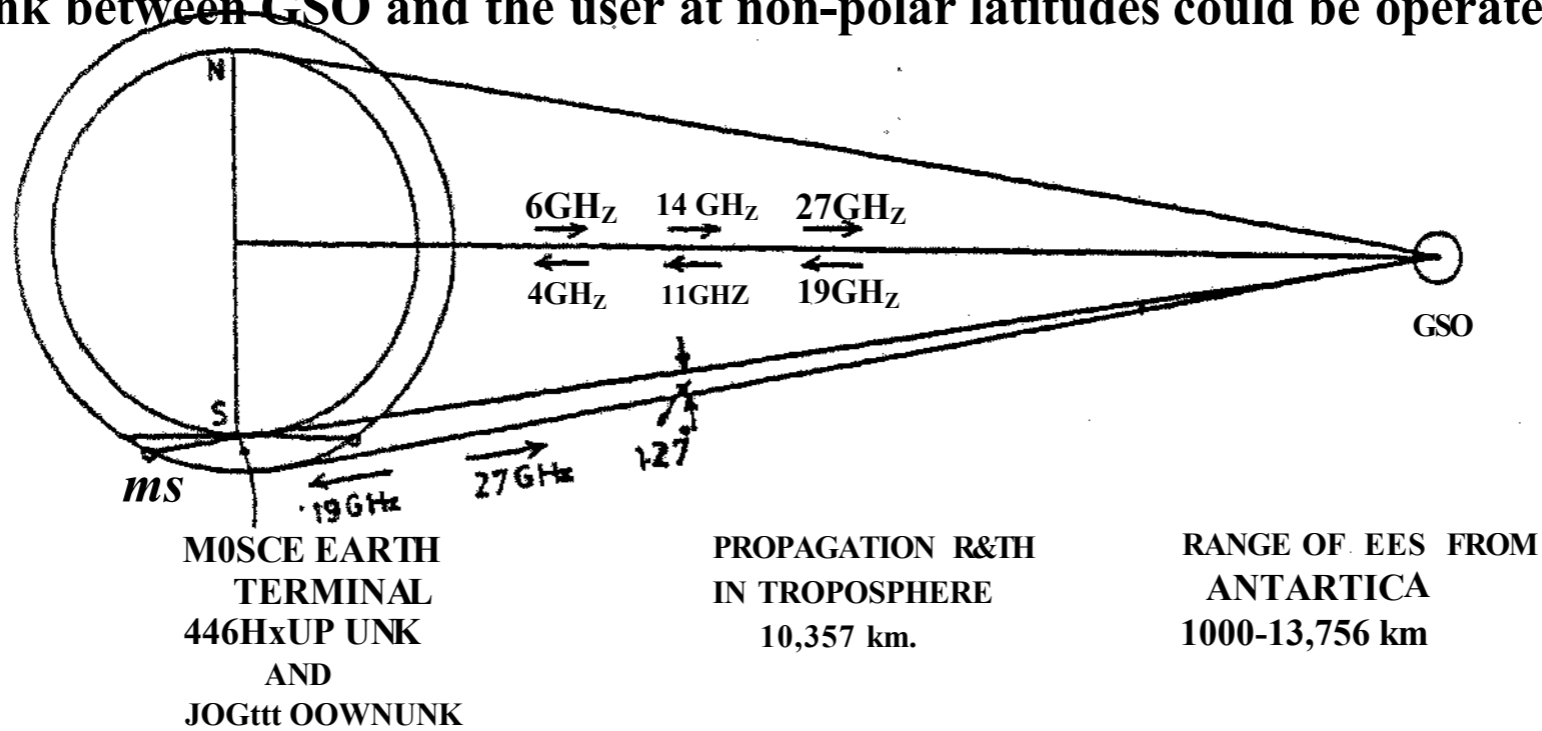 nk between GSO and the user at non-polar latitudes could be operate
N
6GHZ 14 GHZ 27GHZ
4GHZ 11GHZ 19GHZ
GSO
S
1.27°
27GHz
19GHz
ms
M0SCE EARTH
TERMINAL
446HxUP UNK
AND
JOGttt OOWNUNK
PROPAGATION R&TH
IN TROPOSPHERE
10,357 km.
RANGE OF EES FROM
ANTARTICA
1000-13,756 km